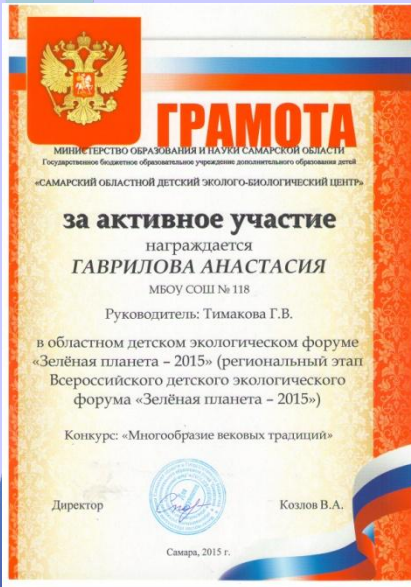 ГРАМОТА
МИНИСТЕРСТВО ОБРАЗОВАНИЯ И НАУКИ САМАРСКОЙ ОБЛАСТИ
Государственное бюджетное образовательное учреждение дополнительного образования детей
«САМАРСКИЙ ОБЛАСТНОЙ ДЕТСКИЙ ЭКОЛОГО-БИОЛОГИЧЕСКИЙ ЦЕНТР»
за активное участие
награждается
ГАВРИЛОВА АНАСТАСИЯ
МБОУ СОШ № 118
Руководитель: Тимакова Г.В.
в областном детском экологическом форуме
«Зелёная планета – 2015» (региональный этап
Всероссийского детского экологического
форума «Зелёная планета – 2015»)
Конкурс: «Многообразие вековых традиций»
Директор Козлов В.А.
Самара, 2015 г.